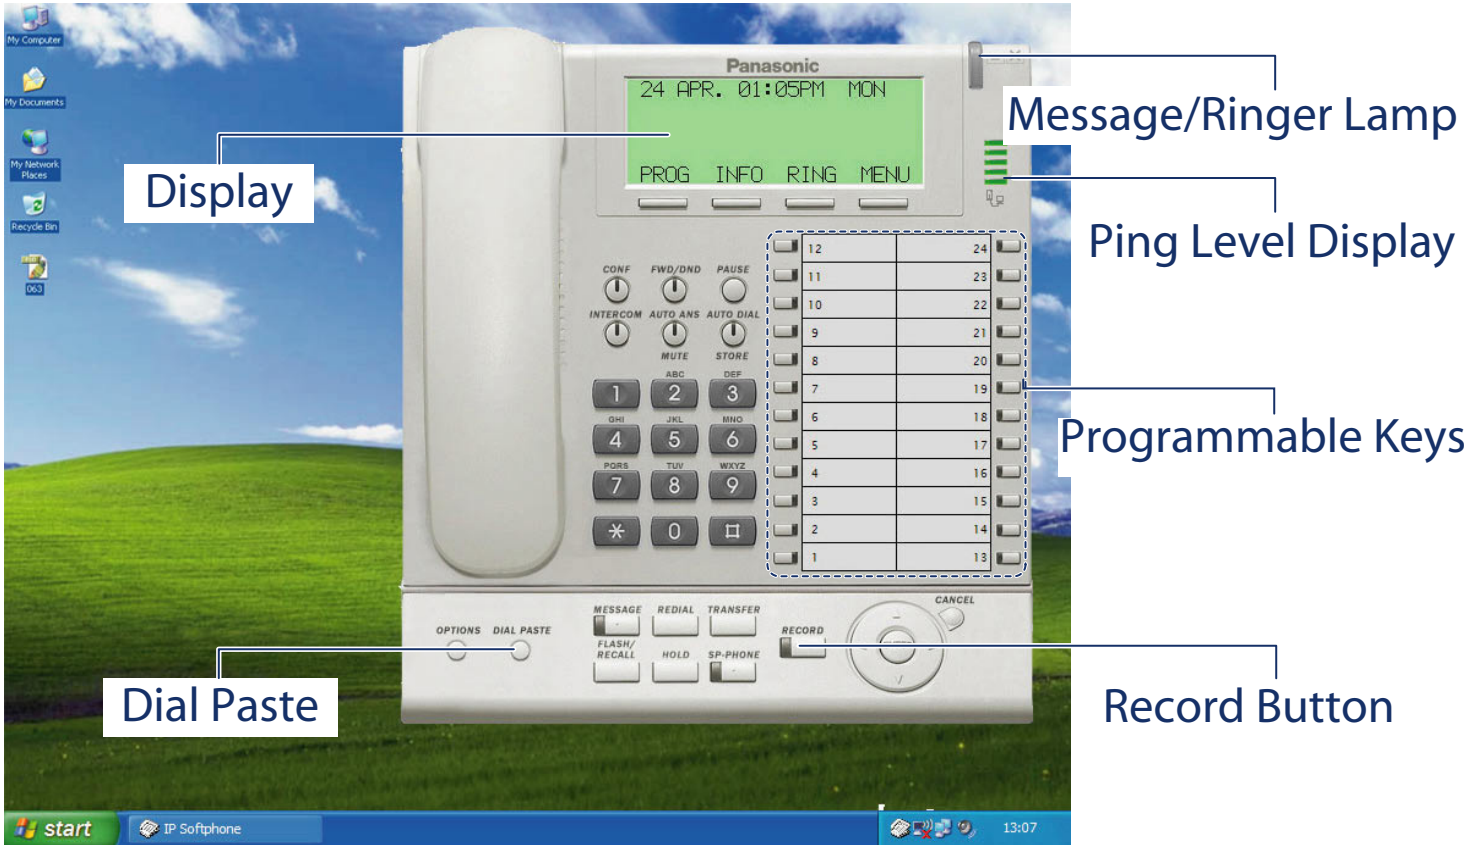 My Computer
My Documents
My Network
Places
Recycle Bin
063
Panasonic
24 APR. 01:05PM MON
PROG INFO RING MENU
Display
Message/Ringer Lamp
Ping Level Display
Programmable Keys
CONF FWD/DND PAUSE
INTERCOM AUTO ANS AUTO DIAL
MUTE STORE
ABC DEF
1 2 3
GHI JKL MNO
4 5 6
PQRS TUV WXYZ
7 8 9
* 0 #
12 24
11 23
10 22
9 21
8 20
7 19
6 18
5 17
4 16
3 15
2 14
1 13
OPTIONS DIAL PASTE
MESSAGE REDIAL TRANSFER
FLASH/
RECALL HOLD SP-PHONE
RECORD
CANCEL
Dial Paste
Record Button
start
IP Softphone
13:07